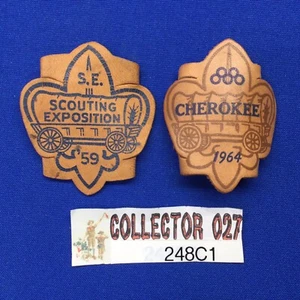 S.E.
SCOUTING
EXPOSITION
'59
CHEROKEE
1964
COLLECTOR 027
248C1